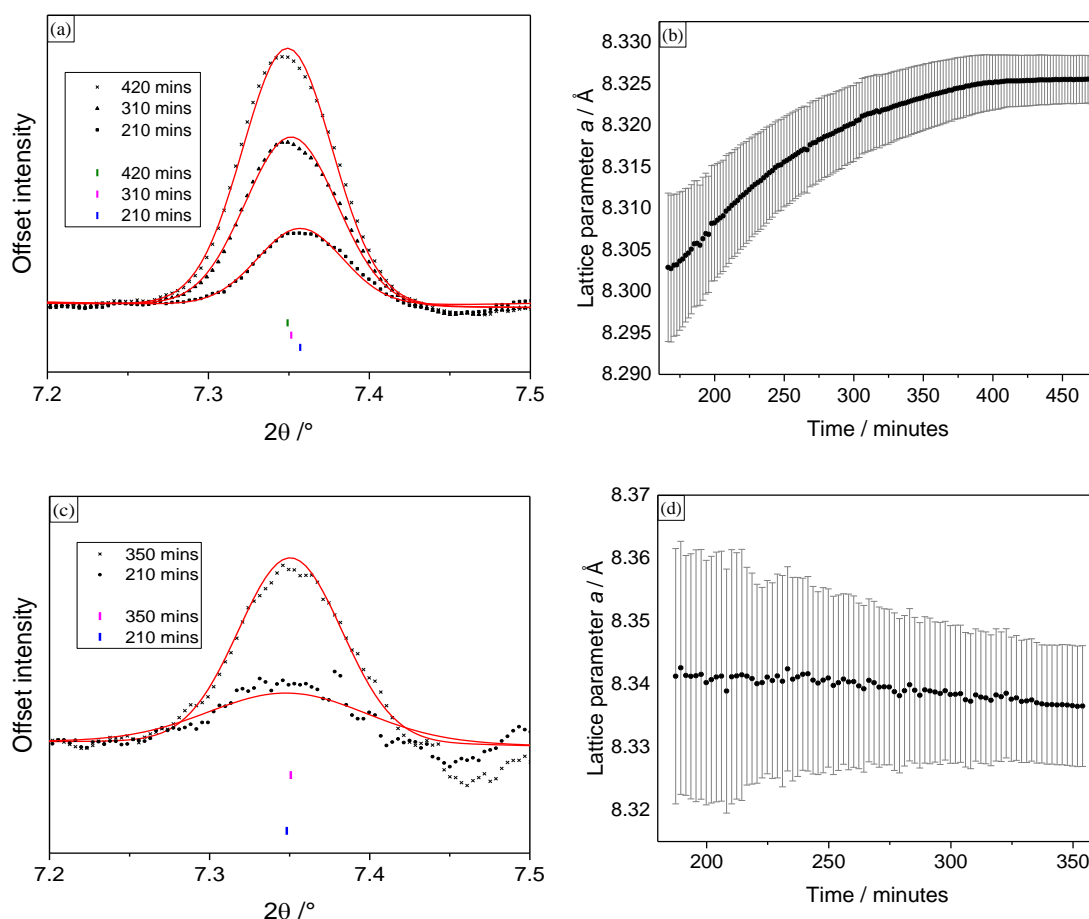 (a)
420 mins
310 mins
210 mins
420 mins
310 mins
210 mins
Offset intensity
7.2
7.3
7.4
7.5
2θ /°
(b)
8.330
8.325
8.320
8.315
8.310
8.305
8.300
8.295
8.290
Lattice parameter a / Å
200
250
300
350
400
450
Time / minutes
(c)
350 mins
210 mins
350 mins
210 mins
Offset intensity
7.2
7.3
7.4
7.5
2θ /°
(d)
8.37
8.36
8.35
8.34
8.33
8.32
Lattice parameter a / Å
200
250
300
350
Time / minutes